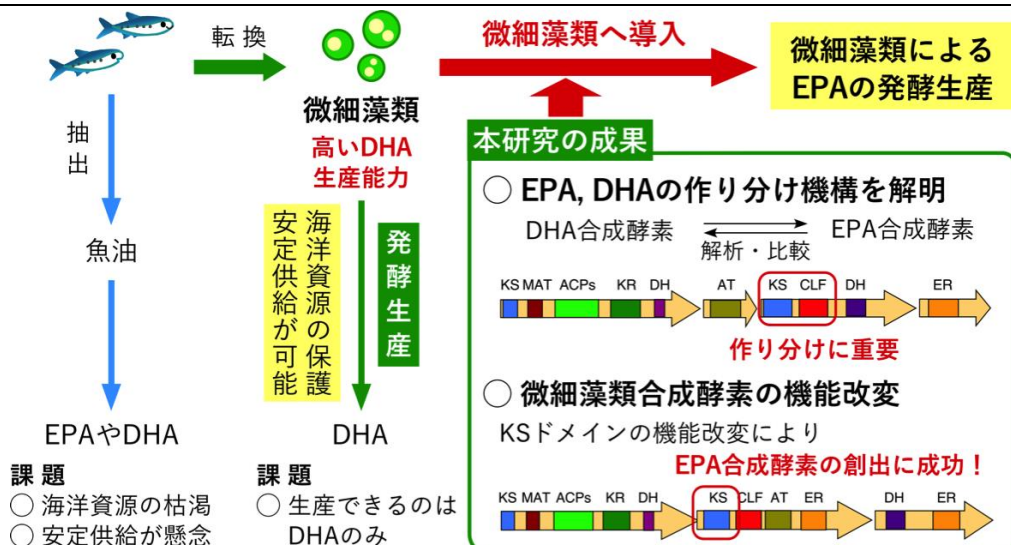 転換
抽出
魚油
EPAやDHA
課題
○ 海洋資源の枯渇
○ 安定供給が懸念
微細藻類
高いDHA
生産能力
海洋資源の保護
安定供給が可能
発酵生産
DHA
課題
○ 生産できるのは
DHAのみ
微細藻類へ導入
微細藻類による
EPAの発酵生産
本研究の成果
○ EPA, DHAの作り分け機構を解明
DHA合成酵素 EPA合成酵素
解析・比較
KS MAT ACPs KR DH AT KS CLF DH ER
作り分けに重要
○ 微細藻類合成酵素の機能改変
KSドメインの機能改変により
EPA合成酵素の創出に成功！
KS MAT ACPs KR DH KS CLF AT ER DH ER